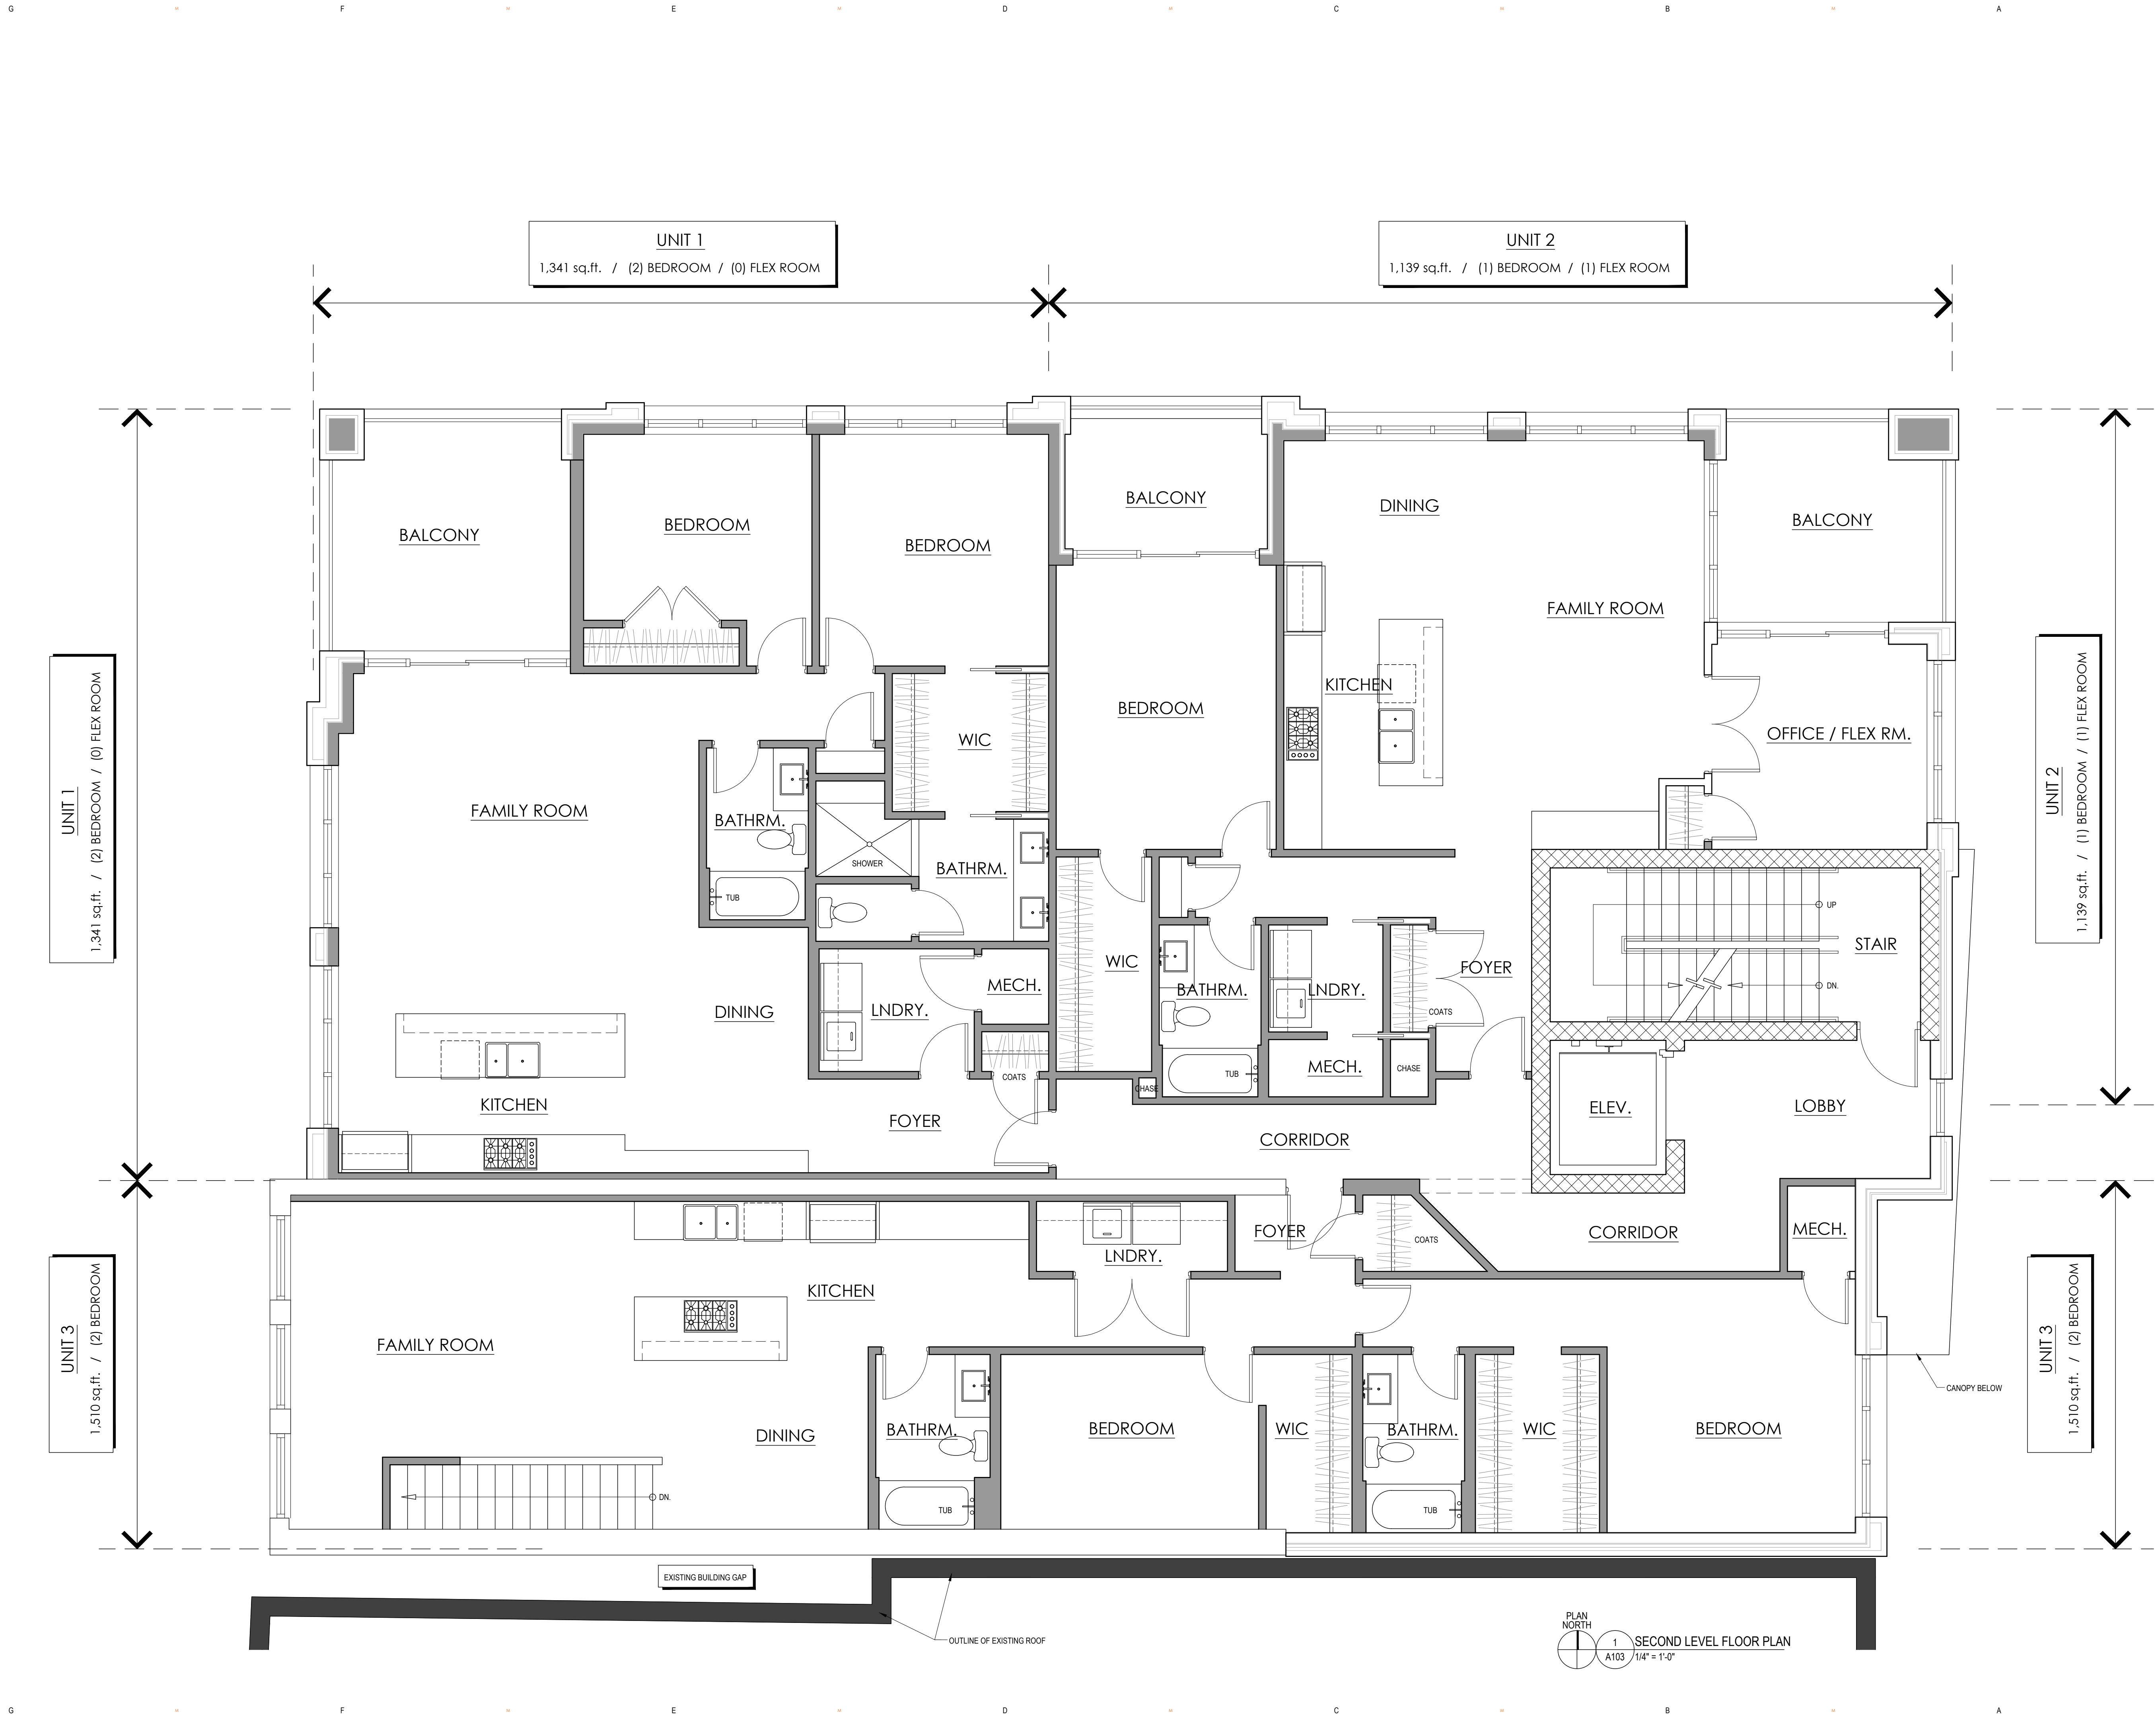 G F E D C B A
UNIT 1
1,341 sq.ft. / (2) BEDROOM / (0) FLEX ROOM
UNIT 2
1,139 sq.ft. / (1) BEDROOM / (1) FLEX ROOM
UNIT 1
1,341 sq.ft. / (2) BEDROOM / (0) FLEX ROOM
UNIT 3
1,510 sq.ft. / (2) BEDROOM
UNIT 2
1,139 sq.ft. / (1) BEDROOM / (1) FLEX ROOM
UNIT 3
1,510 sq.ft. / (2) BEDROOM
BALCONY
BEDROOM
BEDROOM
BALCONY
DINING
BALCONY
FAMILY ROOM
KITCHEN
BEDROOM
OFFICE / FLEX RM.
WIC
FAMILY ROOM
BATHRM.
SHOWER
BATHRM.
TUB
UP
STAIR
WIC
FOYER
MECH.
BATHRM.
LNDRY.
DN.
DINING
LNDRY.
COATS
MECH.
CHASE
TUB
COATS
CHASE
KITCHEN
ELEV.
LOBBY
FOYER
CORRIDOR
FOYER
COATS
CORRIDOR
MECH.
LNDRY.
KITCHEN
FAMILY ROOM
CANOPY BELOW
BATHRM.
BEDROOM
WIC
BATHRM.
WIC
BEDROOM
DINING
DN.
TUB
TUB
EXISTING BUILDING GAP
OUTLINE OF EXISTING ROOF
PLAN
NORTH
1
A103
SECOND LEVEL FLOOR PLAN
1/4" = 1'-0"
G F E D C B A